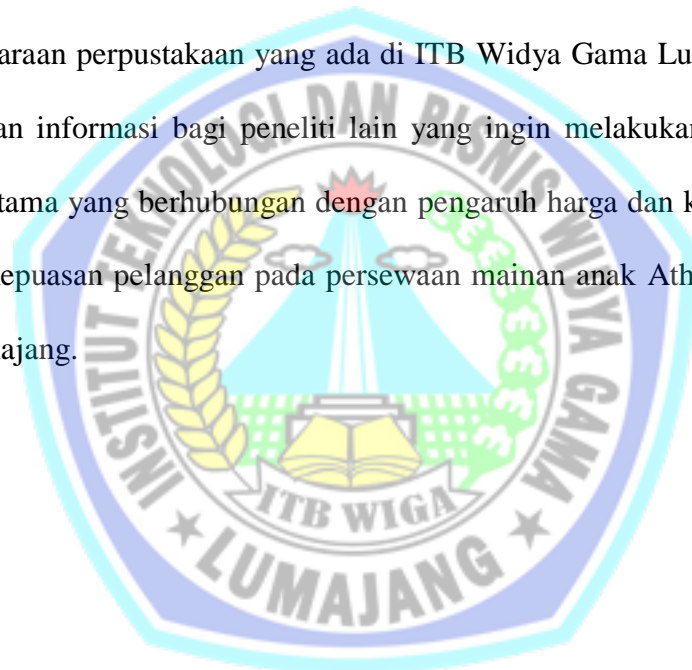 araan perpustakaan yang ada di ITB Widya Gama Lu
an informasi bagi peneliti lain yang ingin melakukan
tama yang berhubungan dengan pengaruh harga dan k
kepuasan pelanggan pada persewaan mainan anak Ath
najang.
INSTITUT TEKNOLOGI DAN BISNIS WIDYA GAMA
ITB WIGA
LUMAJANG